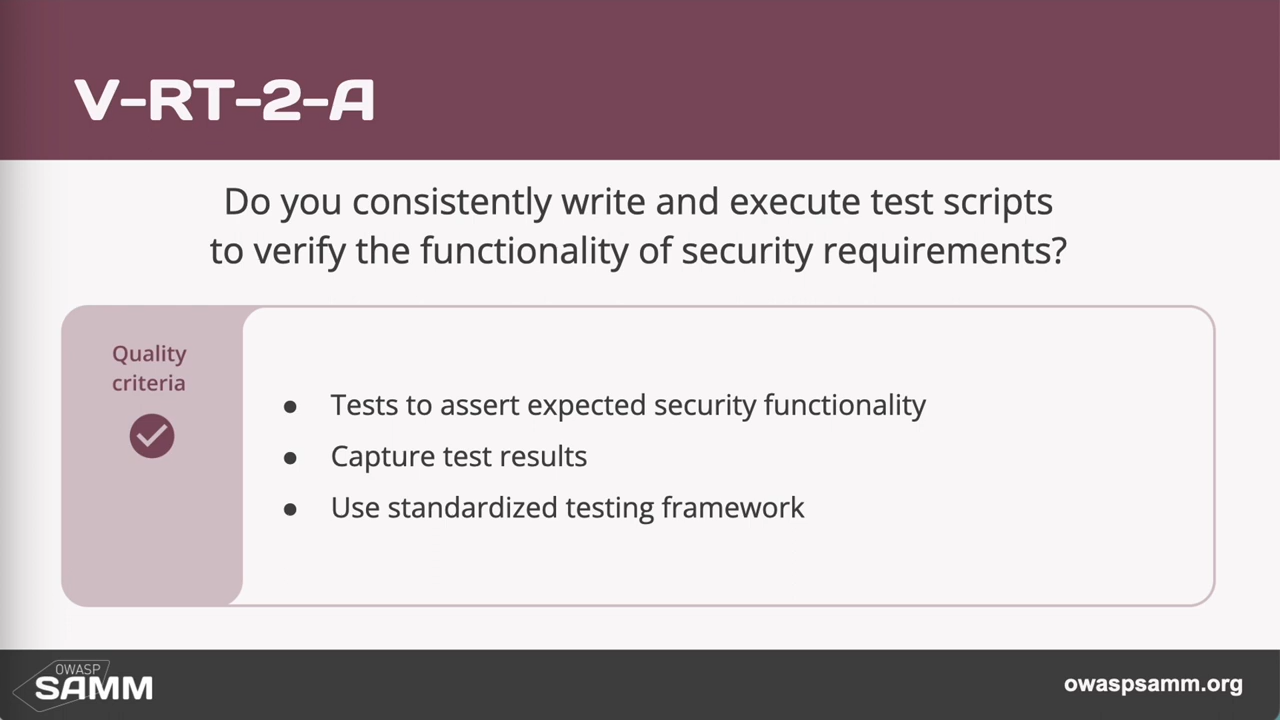 V-RT-2-A
Do you consistently write and execute test scripts
to verify the functionality of security requirements?
Quality
criteria
● Tests to assert expected security functionality
● Capture test results
● Use standardized testing framework
OWASP
SAMM
owaspsamm.org